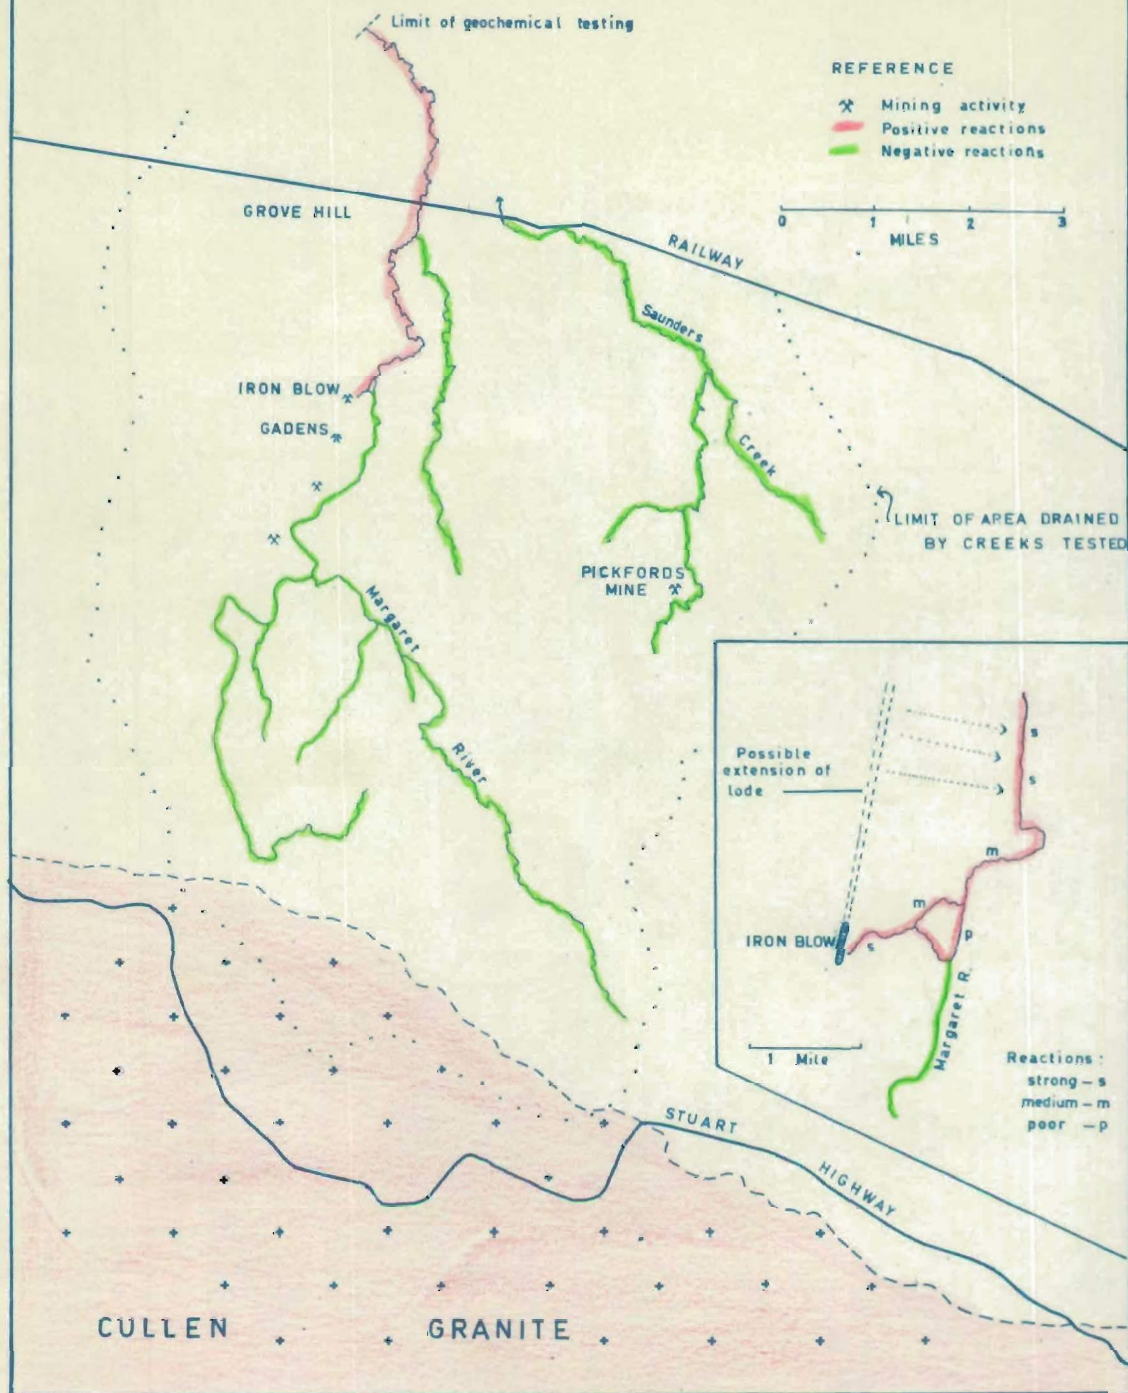 Limit of geochemical testing
REFERENCE
Mining activity
Positive reactions
Negative reactions
0 1 2 3
MILES
GROVE HILL
RAILWAY
Saunders
Creek
IRON BLOW
GADENS
LIMIT OF AREA DRAINED
BY CREEKS TESTED
PICKFORDS
MINE
Margaret
River
Possible
extension of
lode
s
s
m
m
p
s
IRON BLOW
Margaret R.
1 Mile
Reactions :
strong – s
medium – m
poor – p
STUART
HIGHWAY
CULLEN GRANITE